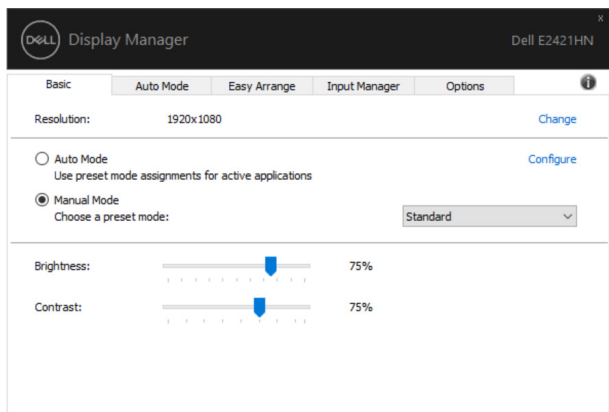 x
DELL Display Manager Dell E2421HN
Basic Auto Mode Easy Arrange Input Manager Options i
Resolution: 1920x1080 Change
Auto Mode Configure
Use preset mode assignments for active applications
Manual Mode
Choose a preset mode: Standard
Brightness: 75%
Contrast: 75%